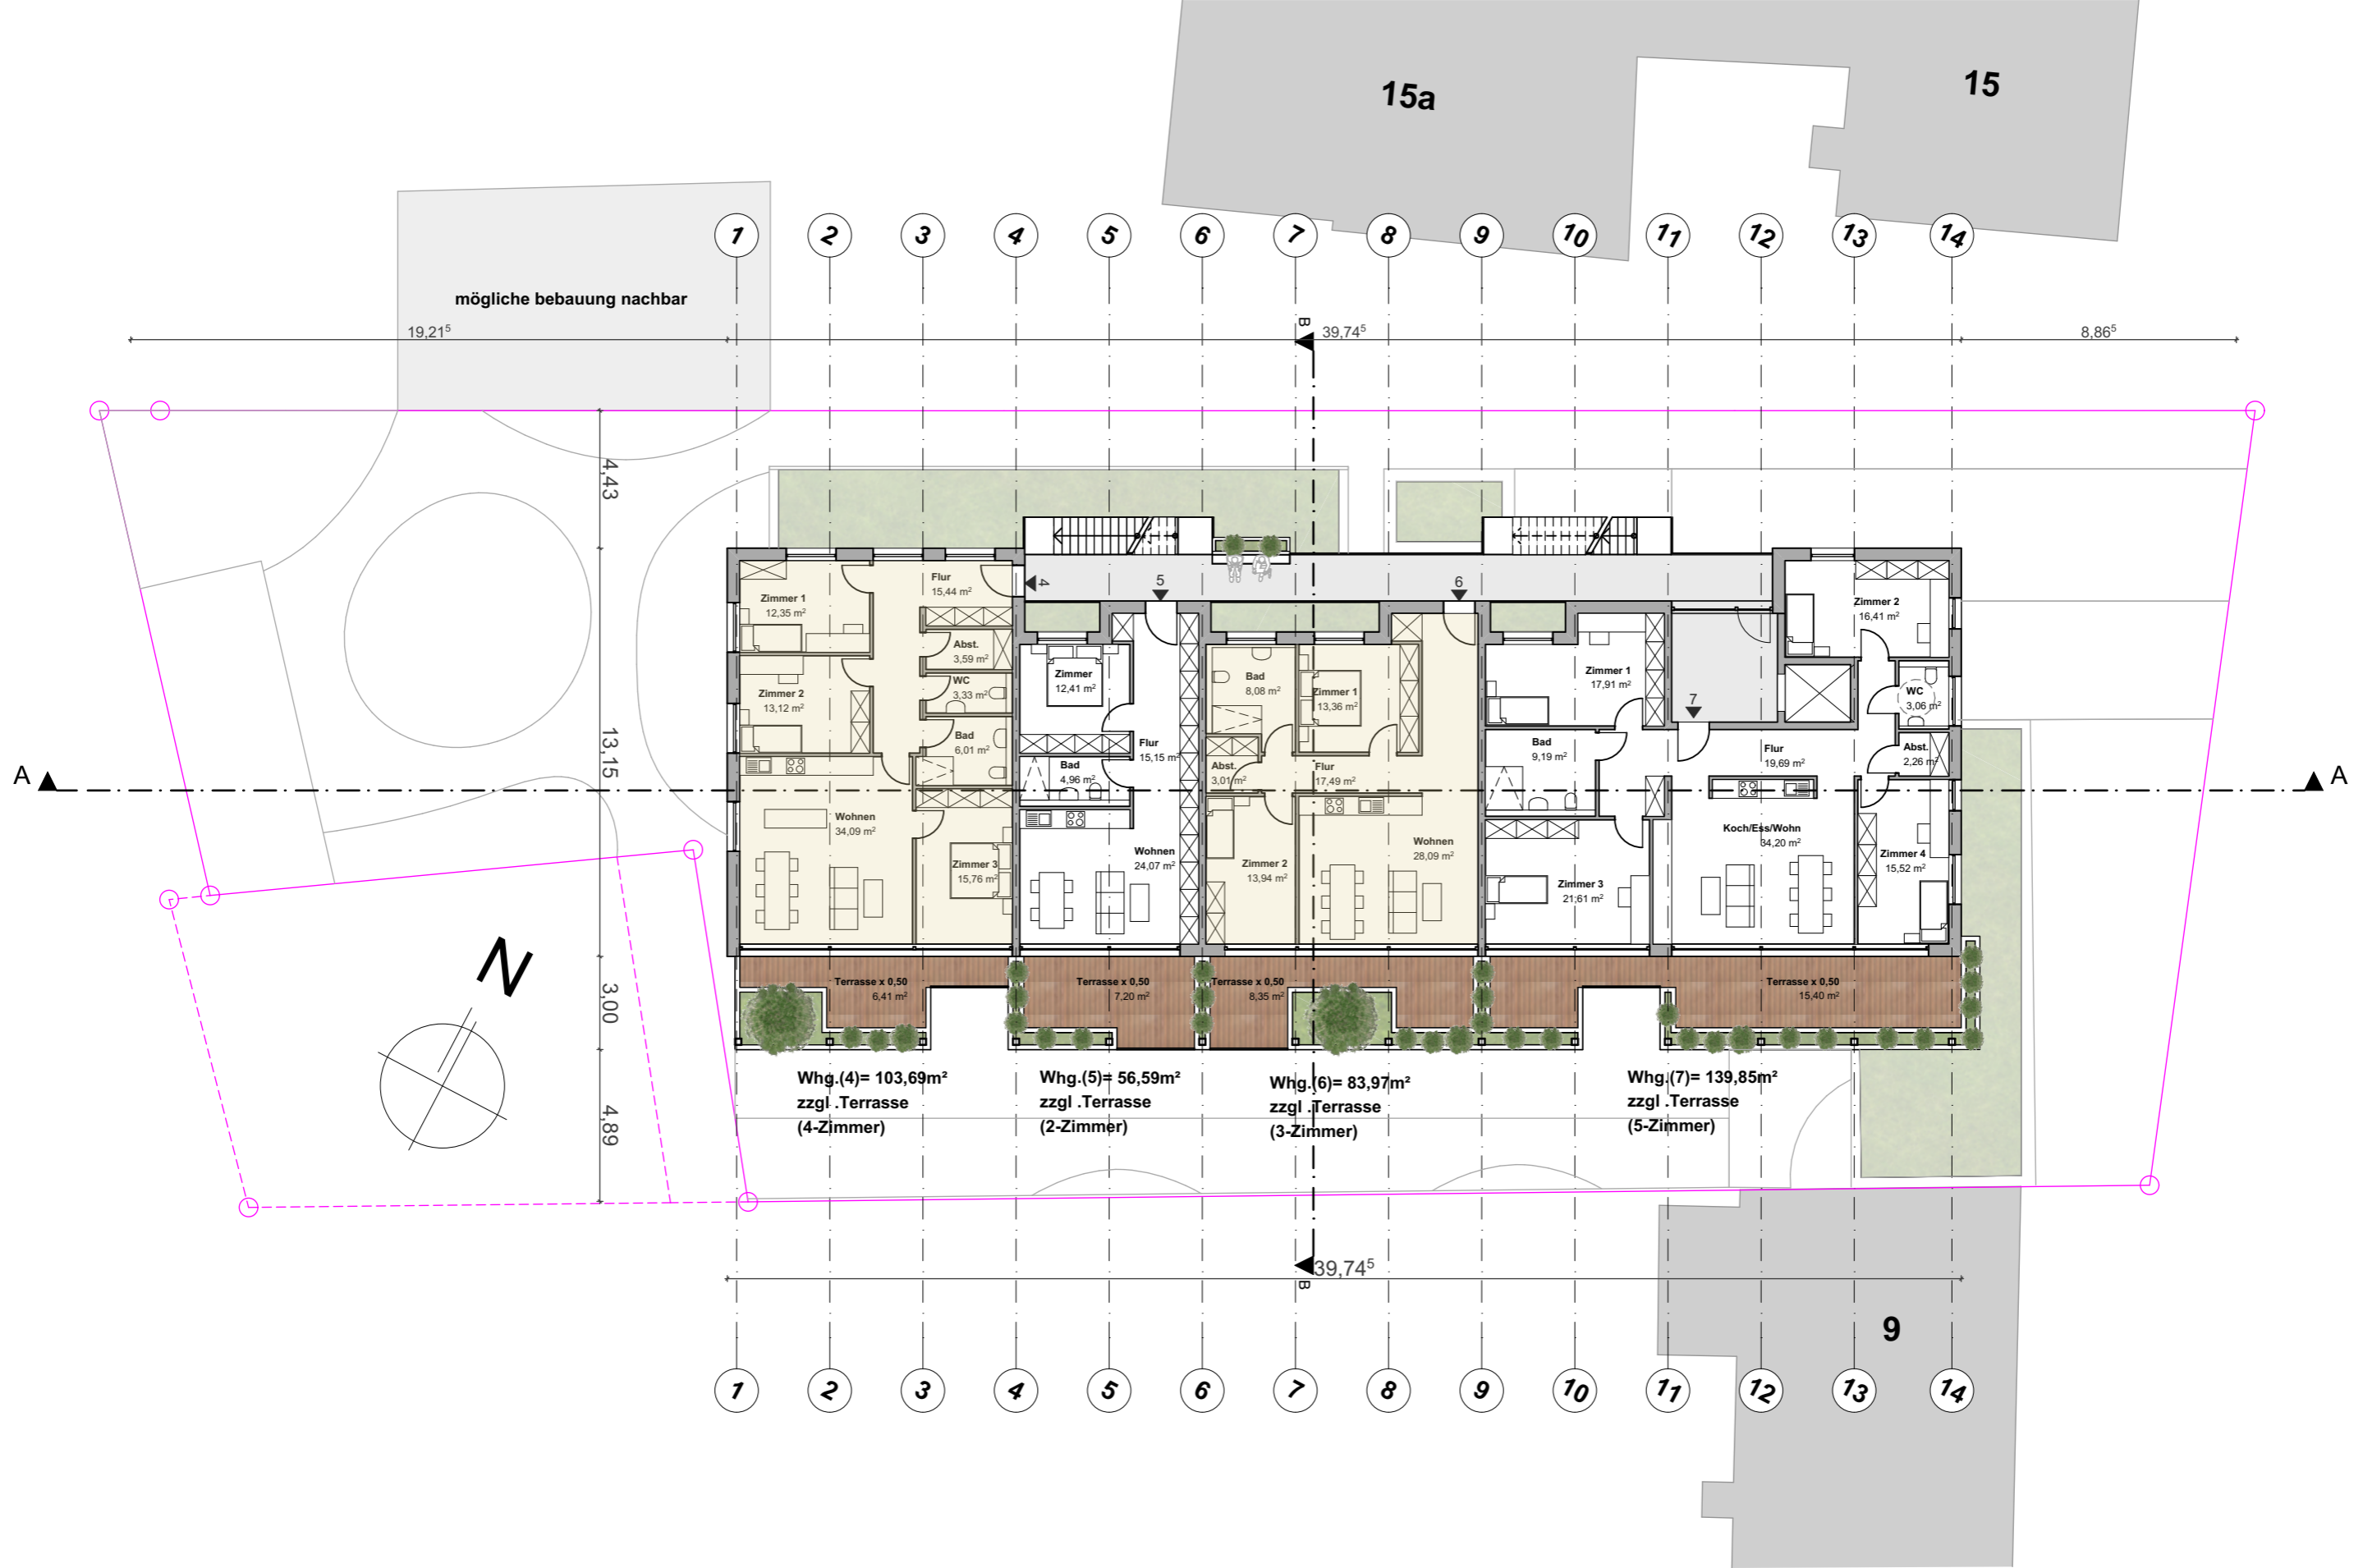 15a
15
1
2
3
4
5
6
7
8
9
10
11
12
13
14
mögliche bebauung nachbar
19,21⁵
B
39,74⁵
8,86⁵
4,43
13,15
3,00
4,89
4
5
6
7
Zimmer 1
12,35 m²
Flur
15,44 m²
Abst.
3,59 m²
WC
3,33 m²
Zimmer 2
13,12 m²
Bad
6,01 m²
Wohnen
34,09 m²
Zimmer 3
15,76 m²
Zimmer
12,41 m²
Flur
15,15 m²
Bad
4,96 m²
Wohnen
24,07 m²
Bad
8,08 m²
Zimmer 1
13,36 m²
Abst.
3,01 m²
Flur
17,49 m²
Zimmer 2
13,94 m²
Wohnen
28,09 m²
Zimmer 1
17,91 m²
Bad
9,19 m²
Zimmer 3
21,61 m²
Zimmer 2
16,41 m²
WC
3,06 m²
Flur
19,69 m²
Abst.
2,26 m²
Koch/Ess/Wohn
34,20 m²
Zimmer 4
15,52 m²
A
A
N
Terrasse x 0,50
6,41 m²
Terrasse x 0,50
7,20 m²
Terrasse x 0,50
8,35 m²
Terrasse x 0,50
15,40 m²
Whg.(4)= 103,69m²
zzgl .Terrasse
(4-Zimmer)
Whg.(5)= 56,59m²
zzgl .Terrasse
(2-Zimmer)
Whg.(6)= 83,97m²
zzgl .Terrasse
(3-Zimmer)
Whg.(7)= 139,85m²
zzgl .Terrasse
(5-Zimmer)
39,74⁵
B
9
1
2
3
4
5
6
7
8
9
10
11
12
13
14